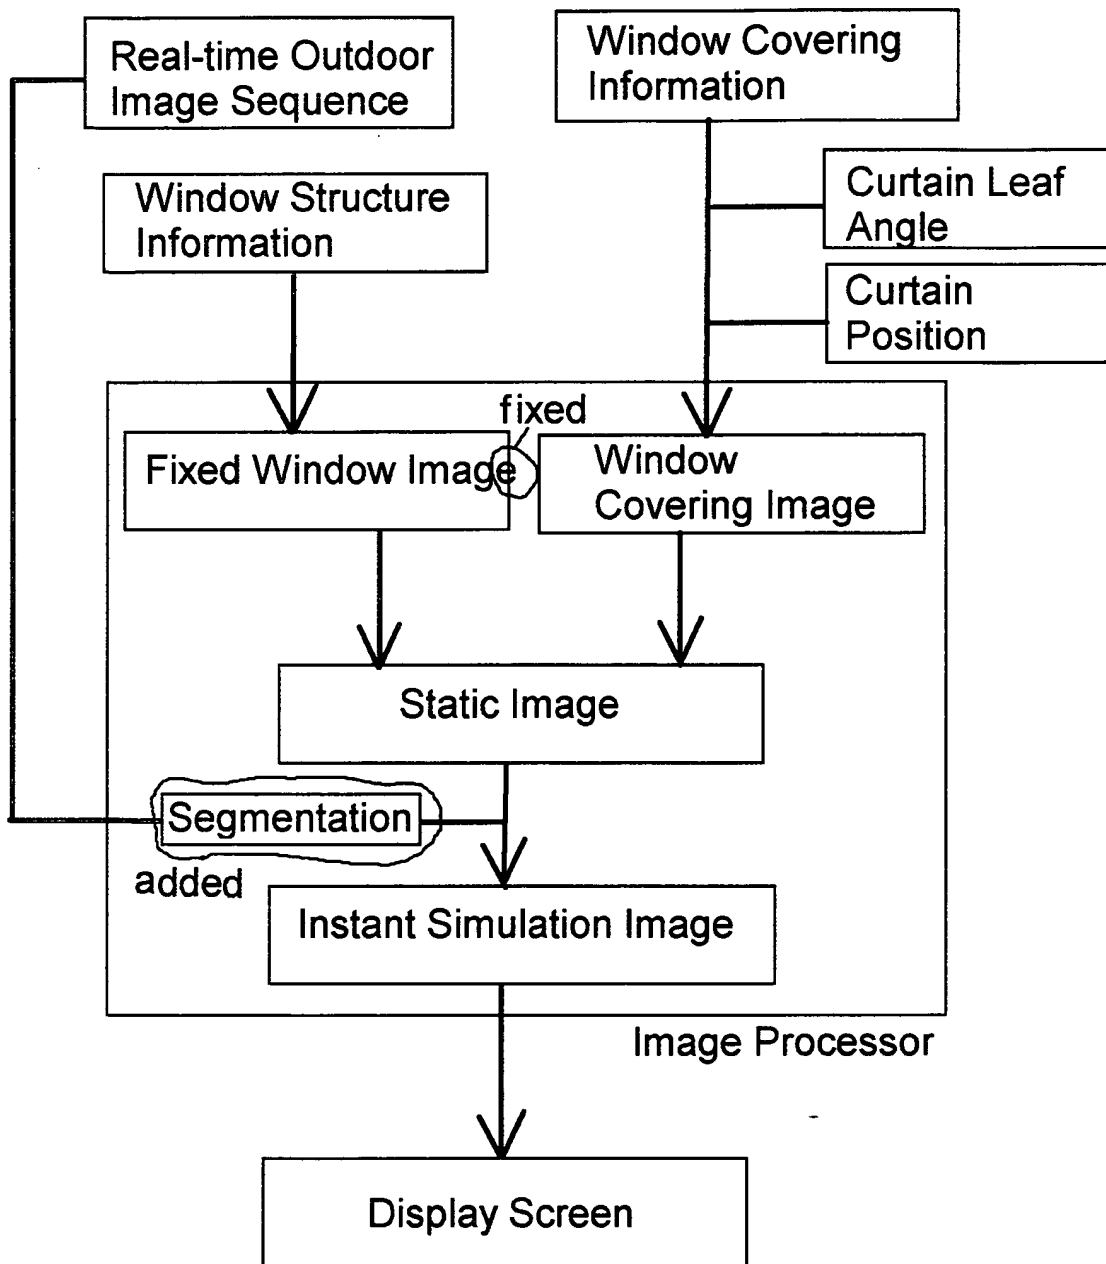 Real-time Outdoor
Image Sequence
Window Covering
Information
Window Structure
Information
Curtain Leaf
Angle
Curtain
Position
fixed
Fixed Window Image
Window
Covering Image
Static Image
Segmentation
added
Instant Simulation Image
Image Processor
Display Screen